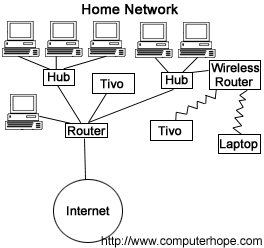 Home Network
Hub
Tivo
Hub
Wireless
Router
Router
Tivo
Laptop
Internet
http://www.computerhope.com